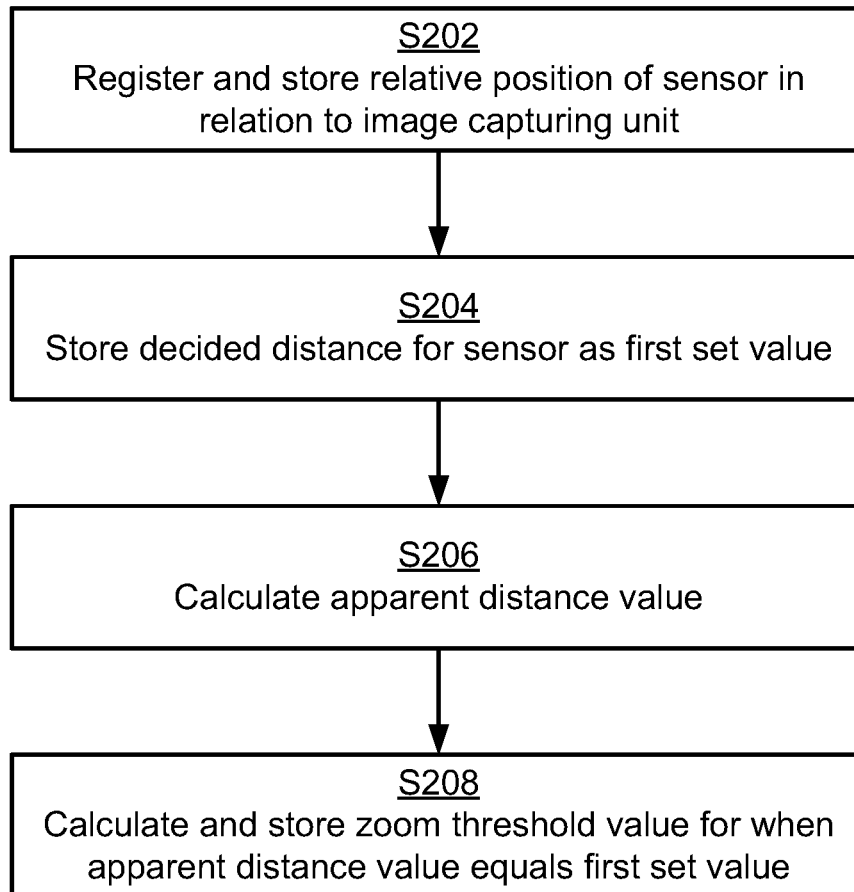 S202
Register and store relative position of sensor in
relation to image capturing unit
S204
Store decided distance for sensor as first set value
S206
Calculate apparent distance value
S208
Calculate and store zoom threshold value for when
apparent distance value equals first set value